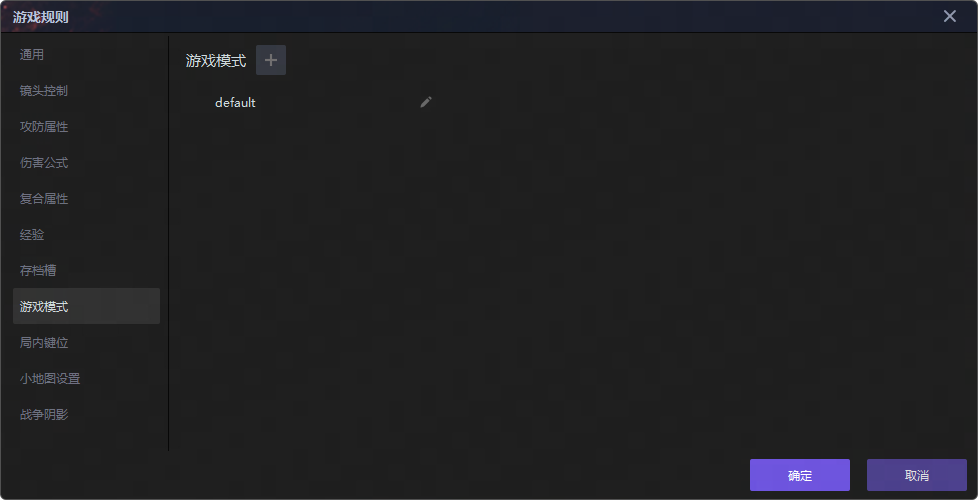 游戏规则
通用
镜头控制
攻防属性
伤害公式
复合属性
经验
存档槽
游戏模式
局内键位
小地图设置
战争阴影
游戏模式
default
确定
取消